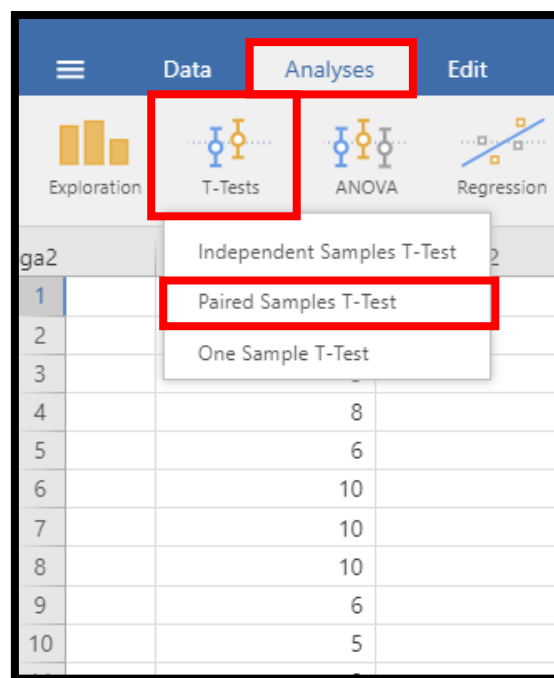 Data Analyses Edit
Exploration T-Tests ANOVA Regression
ga2 2
Independent Samples T-Test
1 Paired Samples T-Test
2
One Sample T-Test
3
4 8
5 6
6 10
7 10
8 10
9 6
10 5